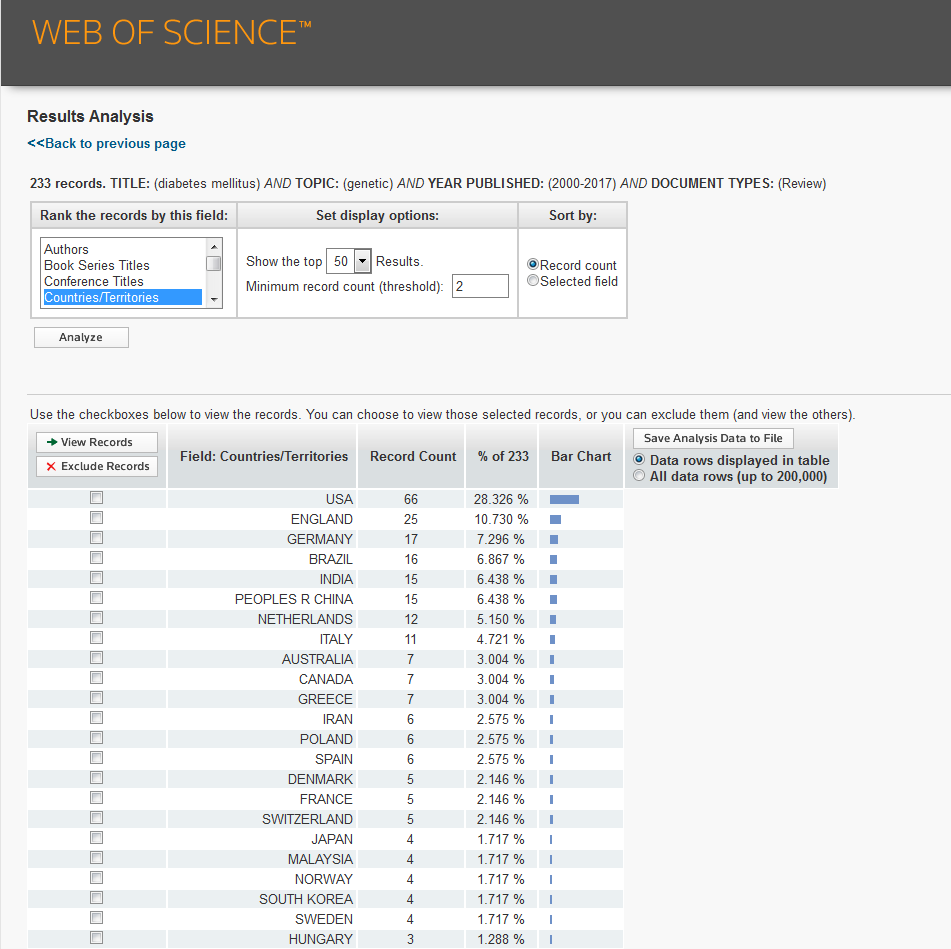 WEB OF SCIENCE™
Results Analysis
<<Back to previous page
233 records. TITLE: (diabetes mellitus) AND TOPIC: (genetic) AND YEAR PUBLISHED: (2000-2017) AND DOCUMENT TYPES: (Review)
Rank the records by this field: Set display options: Sort by:
Authors
Book Series Titles
Conference Titles
Countries/Territories
Show the top 50 Results.
Minimum record count (threshold): 2
Record count
Selected field
Analyze
Use the checkboxes below to view the records. You can choose to view those selected records, or you can exclude them (and view the others).
View Records
Exclude Records
Field: Countries/Territories Record Count % of 233 Bar Chart
Save Analysis Data to File
Data rows displayed in table
All data rows (up to 200,000)
USA 66 28.326 %
ENGLAND 25 10.730 %
GERMANY 17 7.296 %
BRAZIL 16 6.867 %
INDIA 15 6.438 %
PEOPLES R CHINA 15 6.438 %
NETHERLANDS 12 5.150 %
ITALY 11 4.721 %
AUSTRALIA 7 3.004 %
CANADA 7 3.004 %
GREECE 7 3.004 %
IRAN 6 2.575 %
POLAND 6 2.575 %
SPAIN 6 2.575 %
DENMARK 5 2.146 %
FRANCE 5 2.146 %
SWITZERLAND 5 2.146 %
JAPAN 4 1.717 %
MALAYSIA 4 1.717 %
NORWAY 4 1.717 %
SOUTH KOREA 4 1.717 %
SWEDEN 4 1.717 %
HUNGARY 3 1.288 %